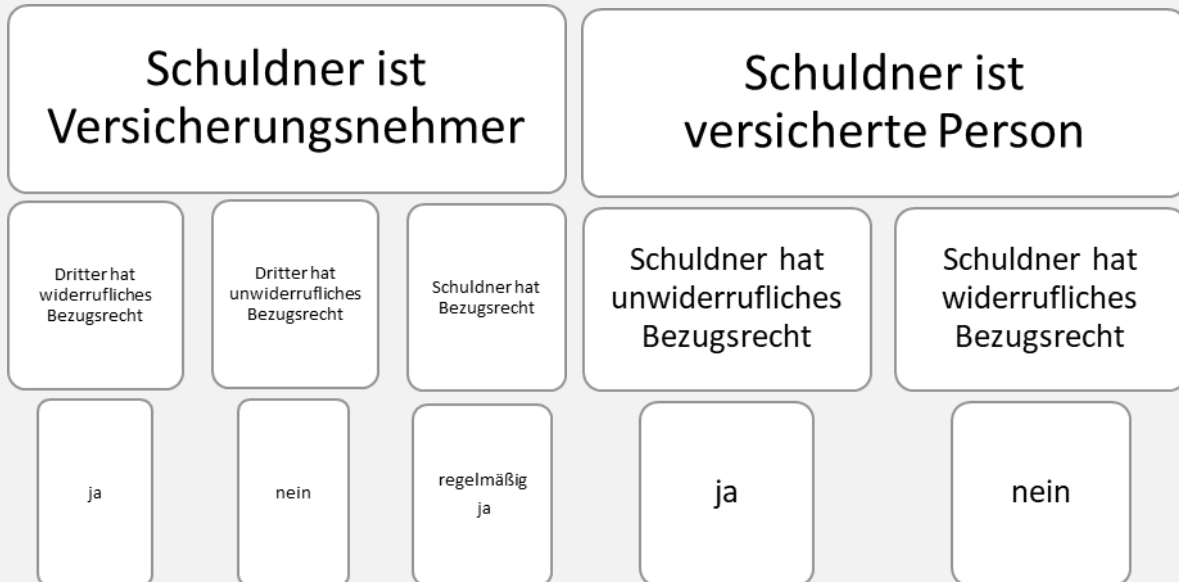 Schuldner ist
Versicherungsnehmer
Schuldner ist
versicherte Person
Dritter hat
widerrufliches
Bezugsrecht
Dritter hat
unwiderrufliches
Bezugsrecht
Schuldner hat
Bezugsrecht
Schuldner hat
unwiderrufliches
Bezugsrecht
Schuldner hat
widerrufliches
Bezugsrecht
ja
nein
regelmäßig
ja
ja
nein